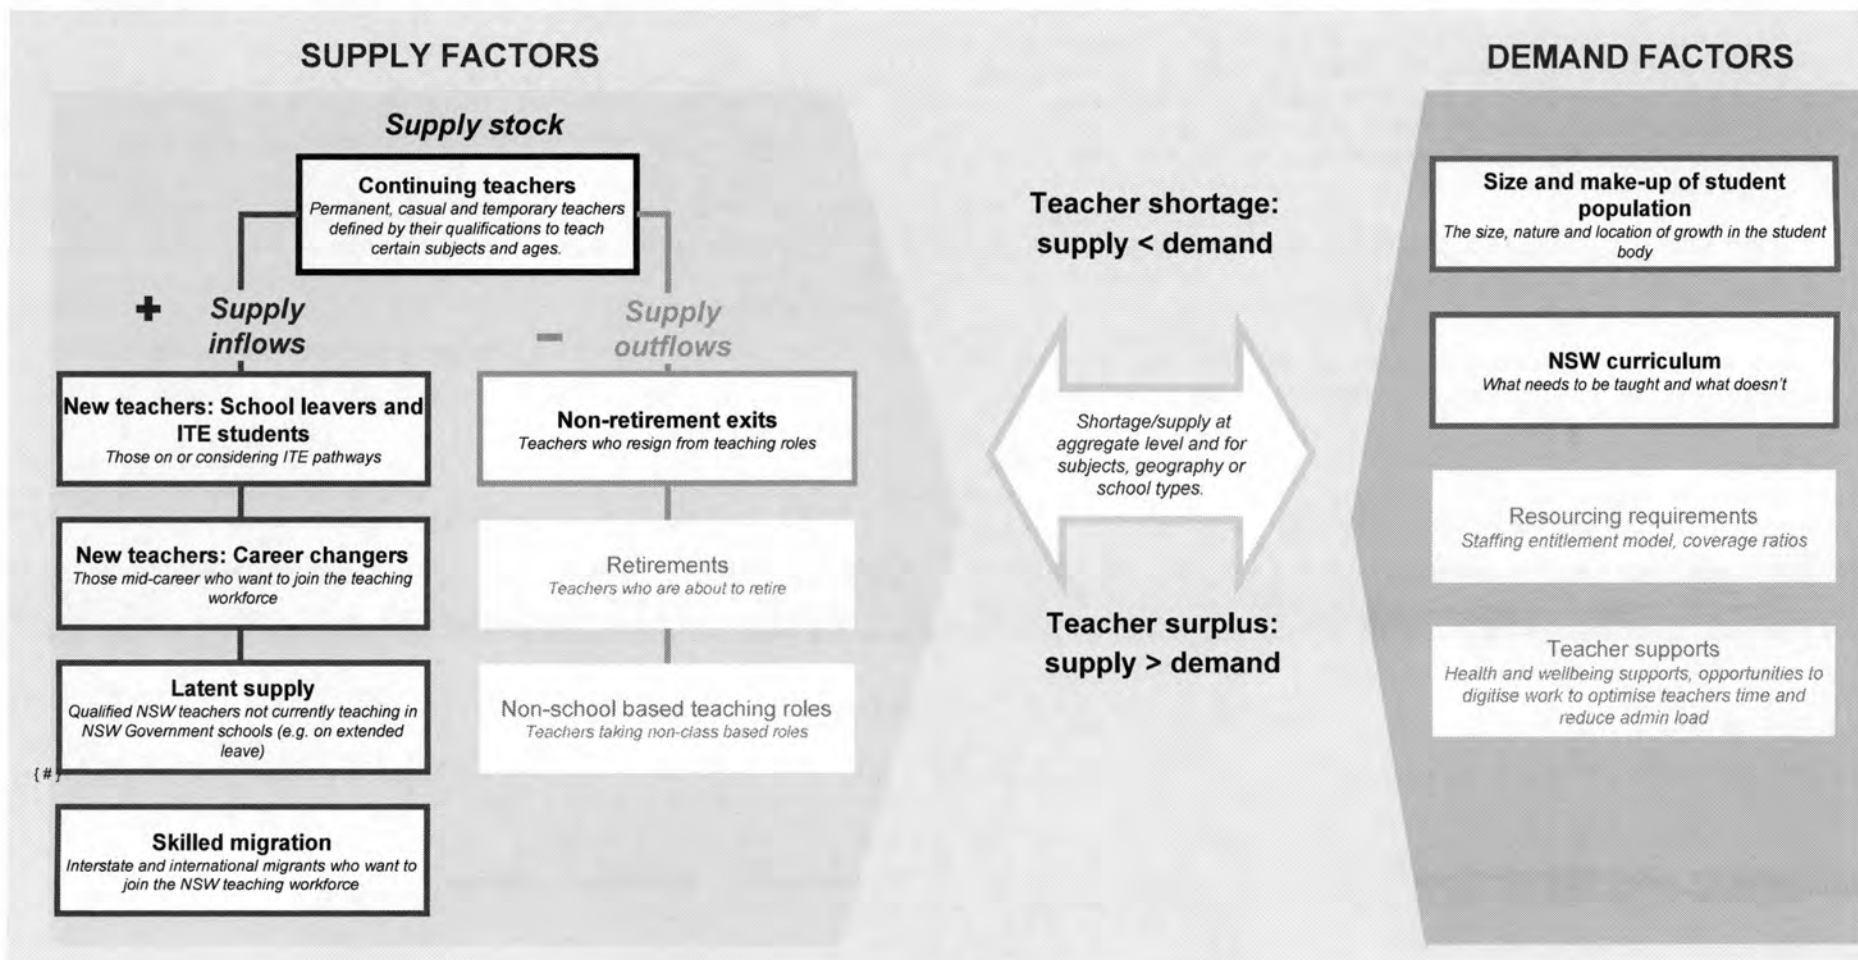 SUPPLY FACTORS
Supply stock
Continuing teachers
Permanent, casual and temporary teachers
defined by their qualifications to teach
certain subjects and ages.
+ Supply
inflows
New teachers: School leavers and
ITE students
Those on or considering ITE pathways
New teachers: Career changers
Those mid-career who want to join the teaching
workforce
Latent supply
Qualified NSW teachers not currently teaching in
NSW Government schools (e.g. on extended
leave)
{ # }
Skilled migration
Interstate and international migrants who want to
join the NSW teaching workforce
− Supply
outflows
Non-retirement exits
Teachers who resign from teaching roles
Retirements
Teachers who are about to retire
Non-school based teaching roles
Teachers taking non-class based roles
Teacher shortage:
supply < demand
Shortage/supply at
aggregate level and for
subjects, geography or
school types.
Teacher surplus:
supply > demand
DEMAND FACTORS
Size and make-up of student
population
The size, nature and location of growth in the student
body
NSW curriculum
What needs to be taught and what doesn't
Resourcing requirements
Staffing entitlement model, coverage ratios
Teacher supports
Health and wellbeing supports, opportunities to
digitise work to optimise teachers time and
reduce admin load